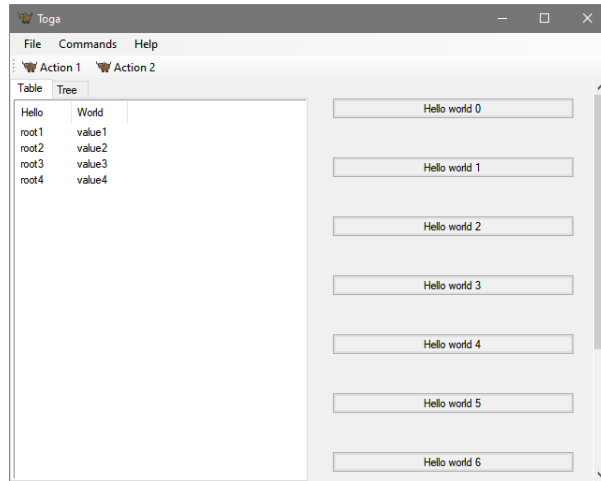 Toga
File Commands Help
Action 1 Action 2
Table Tree
Hello World
root1 value1
root2 value2
root3 value3
root4 value4
Hello world 0
Hello world 1
Hello world 2
Hello world 3
Hello world 4
Hello world 5
Hello world 6